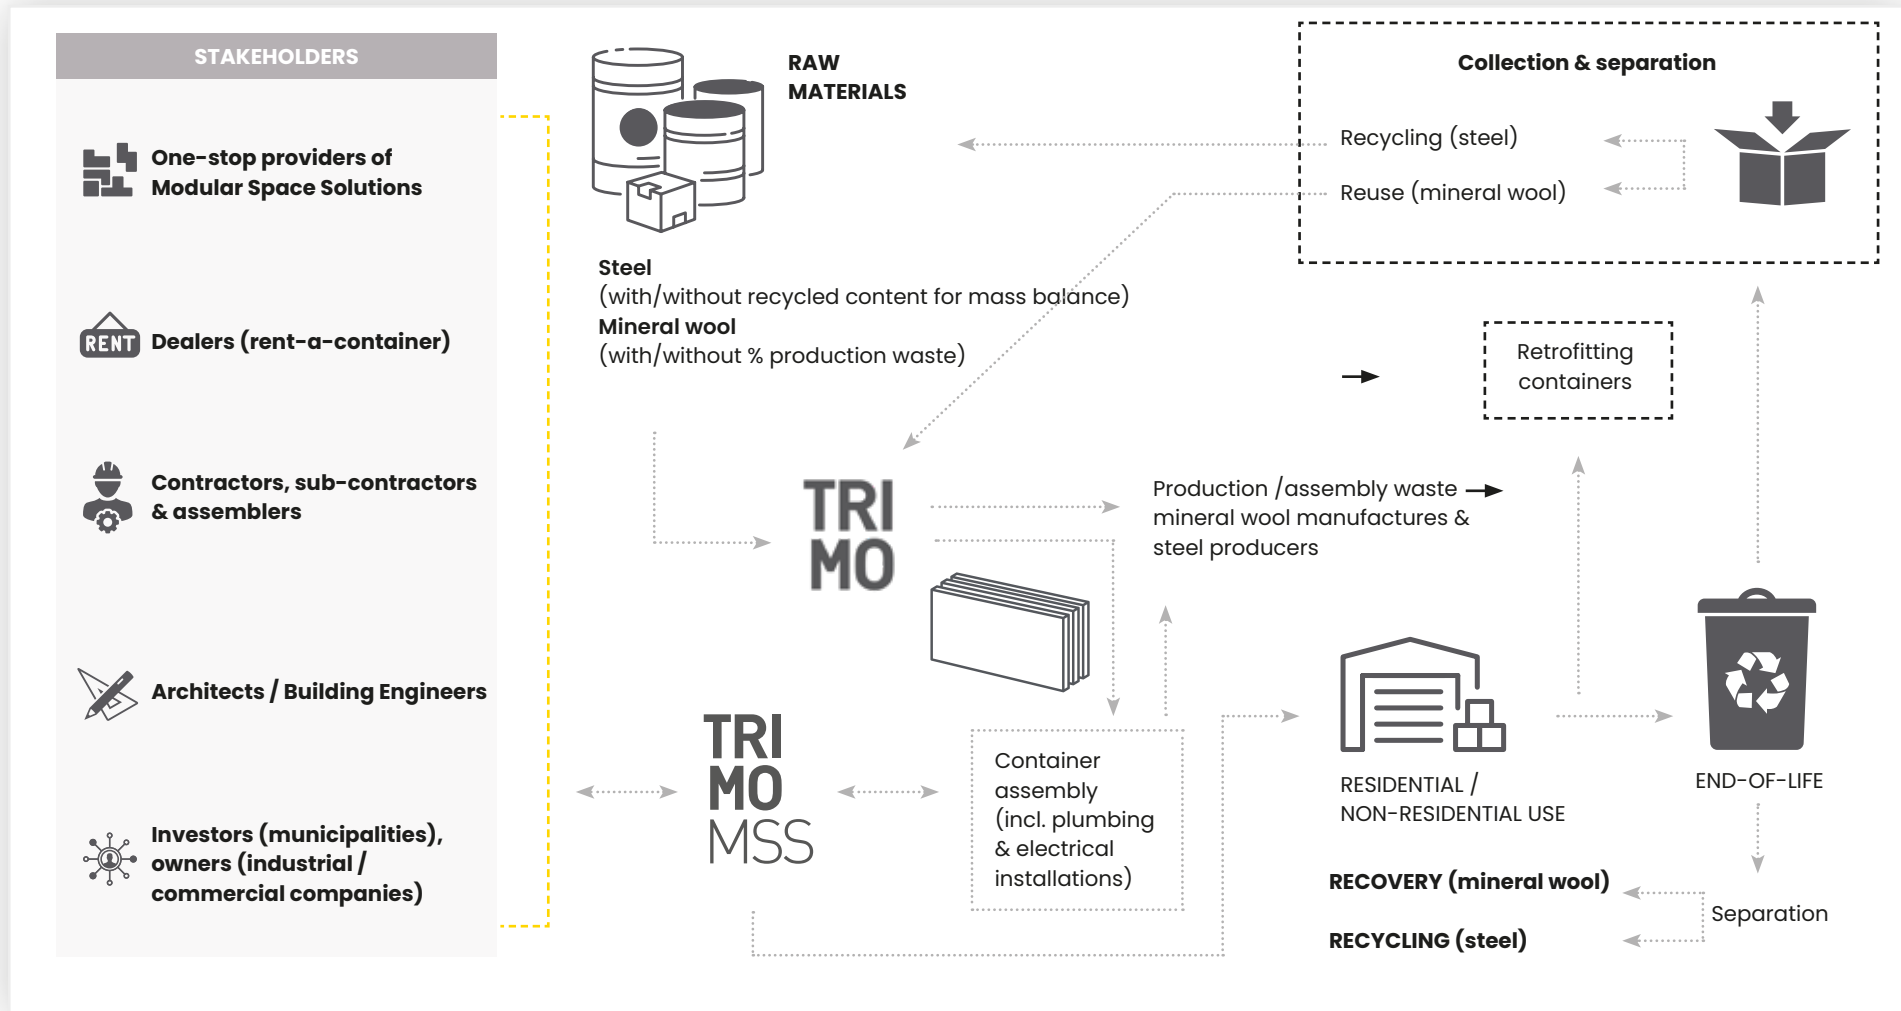 STAKEHOLDERS
One-stop providers of
Modular Space Solutions
RENT
Dealers (rent-a-container)
Contractors, sub-contractors
& assemblers
Architects / Building Engineers
Investors (municipalities),
owners (industrial /
commercial companies)
RAW
MATERIALS
Steel
(with/without recycled content for mass balance)
Mineral wool
(with/without % production waste)
Collection & separation
Recycling (steel)
Reuse (mineral wool)
Retrofitting
containers
TRI
MO
Production /assembly waste
mineral wool manufactures &
steel producers
TRI
MO
MSS
Container
assembly
(incl. plumbing
& electrical
installations)
RESIDENTIAL /
NON-RESIDENTIAL USE
END-OF-LIFE
RECOVERY (mineral wool)
Separation
RECYCLING (steel)